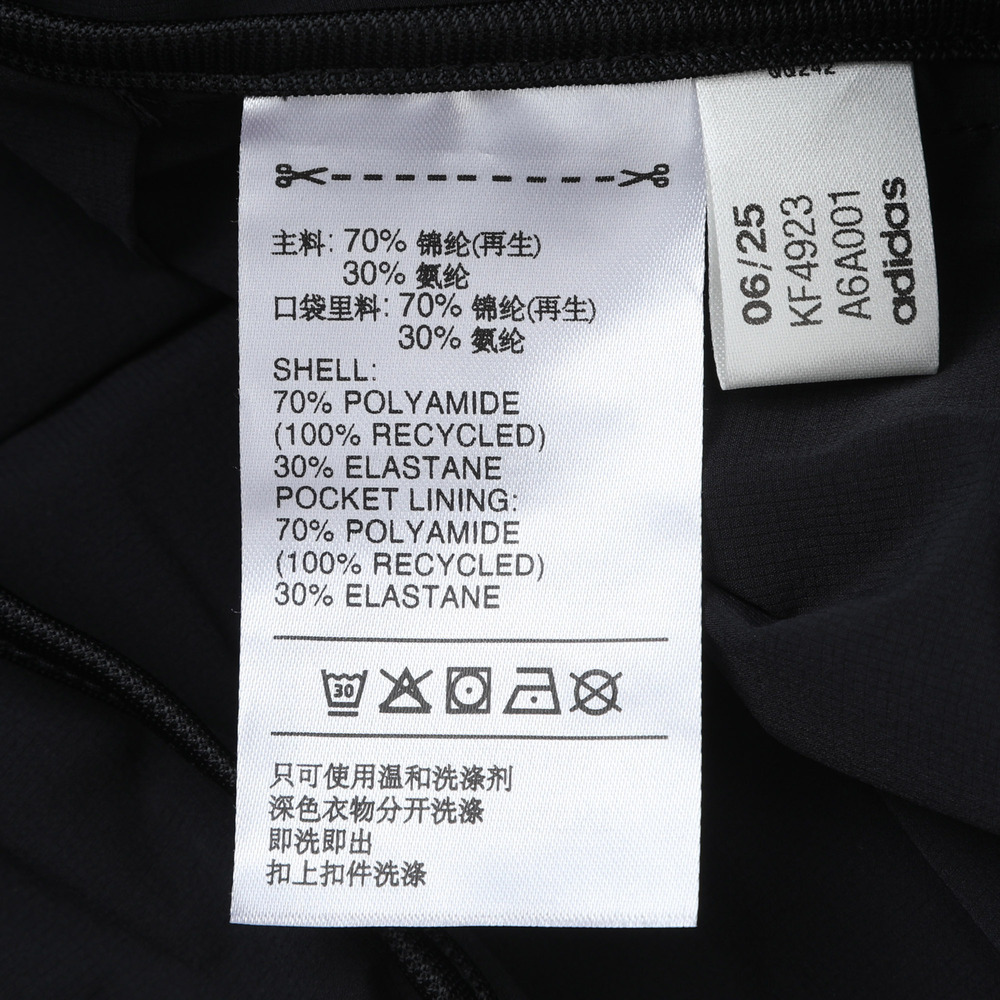 主料: 70% 锦纶(再生)
30% 氨纶
口袋里料: 70% 锦纶(再生)
30% 氨纶
SHELL:
70% POLYAMIDE
(100% RECYCLED)
30% ELASTANE
POCKET LINING:
70% POLYAMIDE
(100% RECYCLED)
30% ELASTANE
30
只可使用温和洗涤剂
深色衣物分开洗涤
即洗即出
扣上扣件洗涤
06/25
KF4923
A6A001
adidas